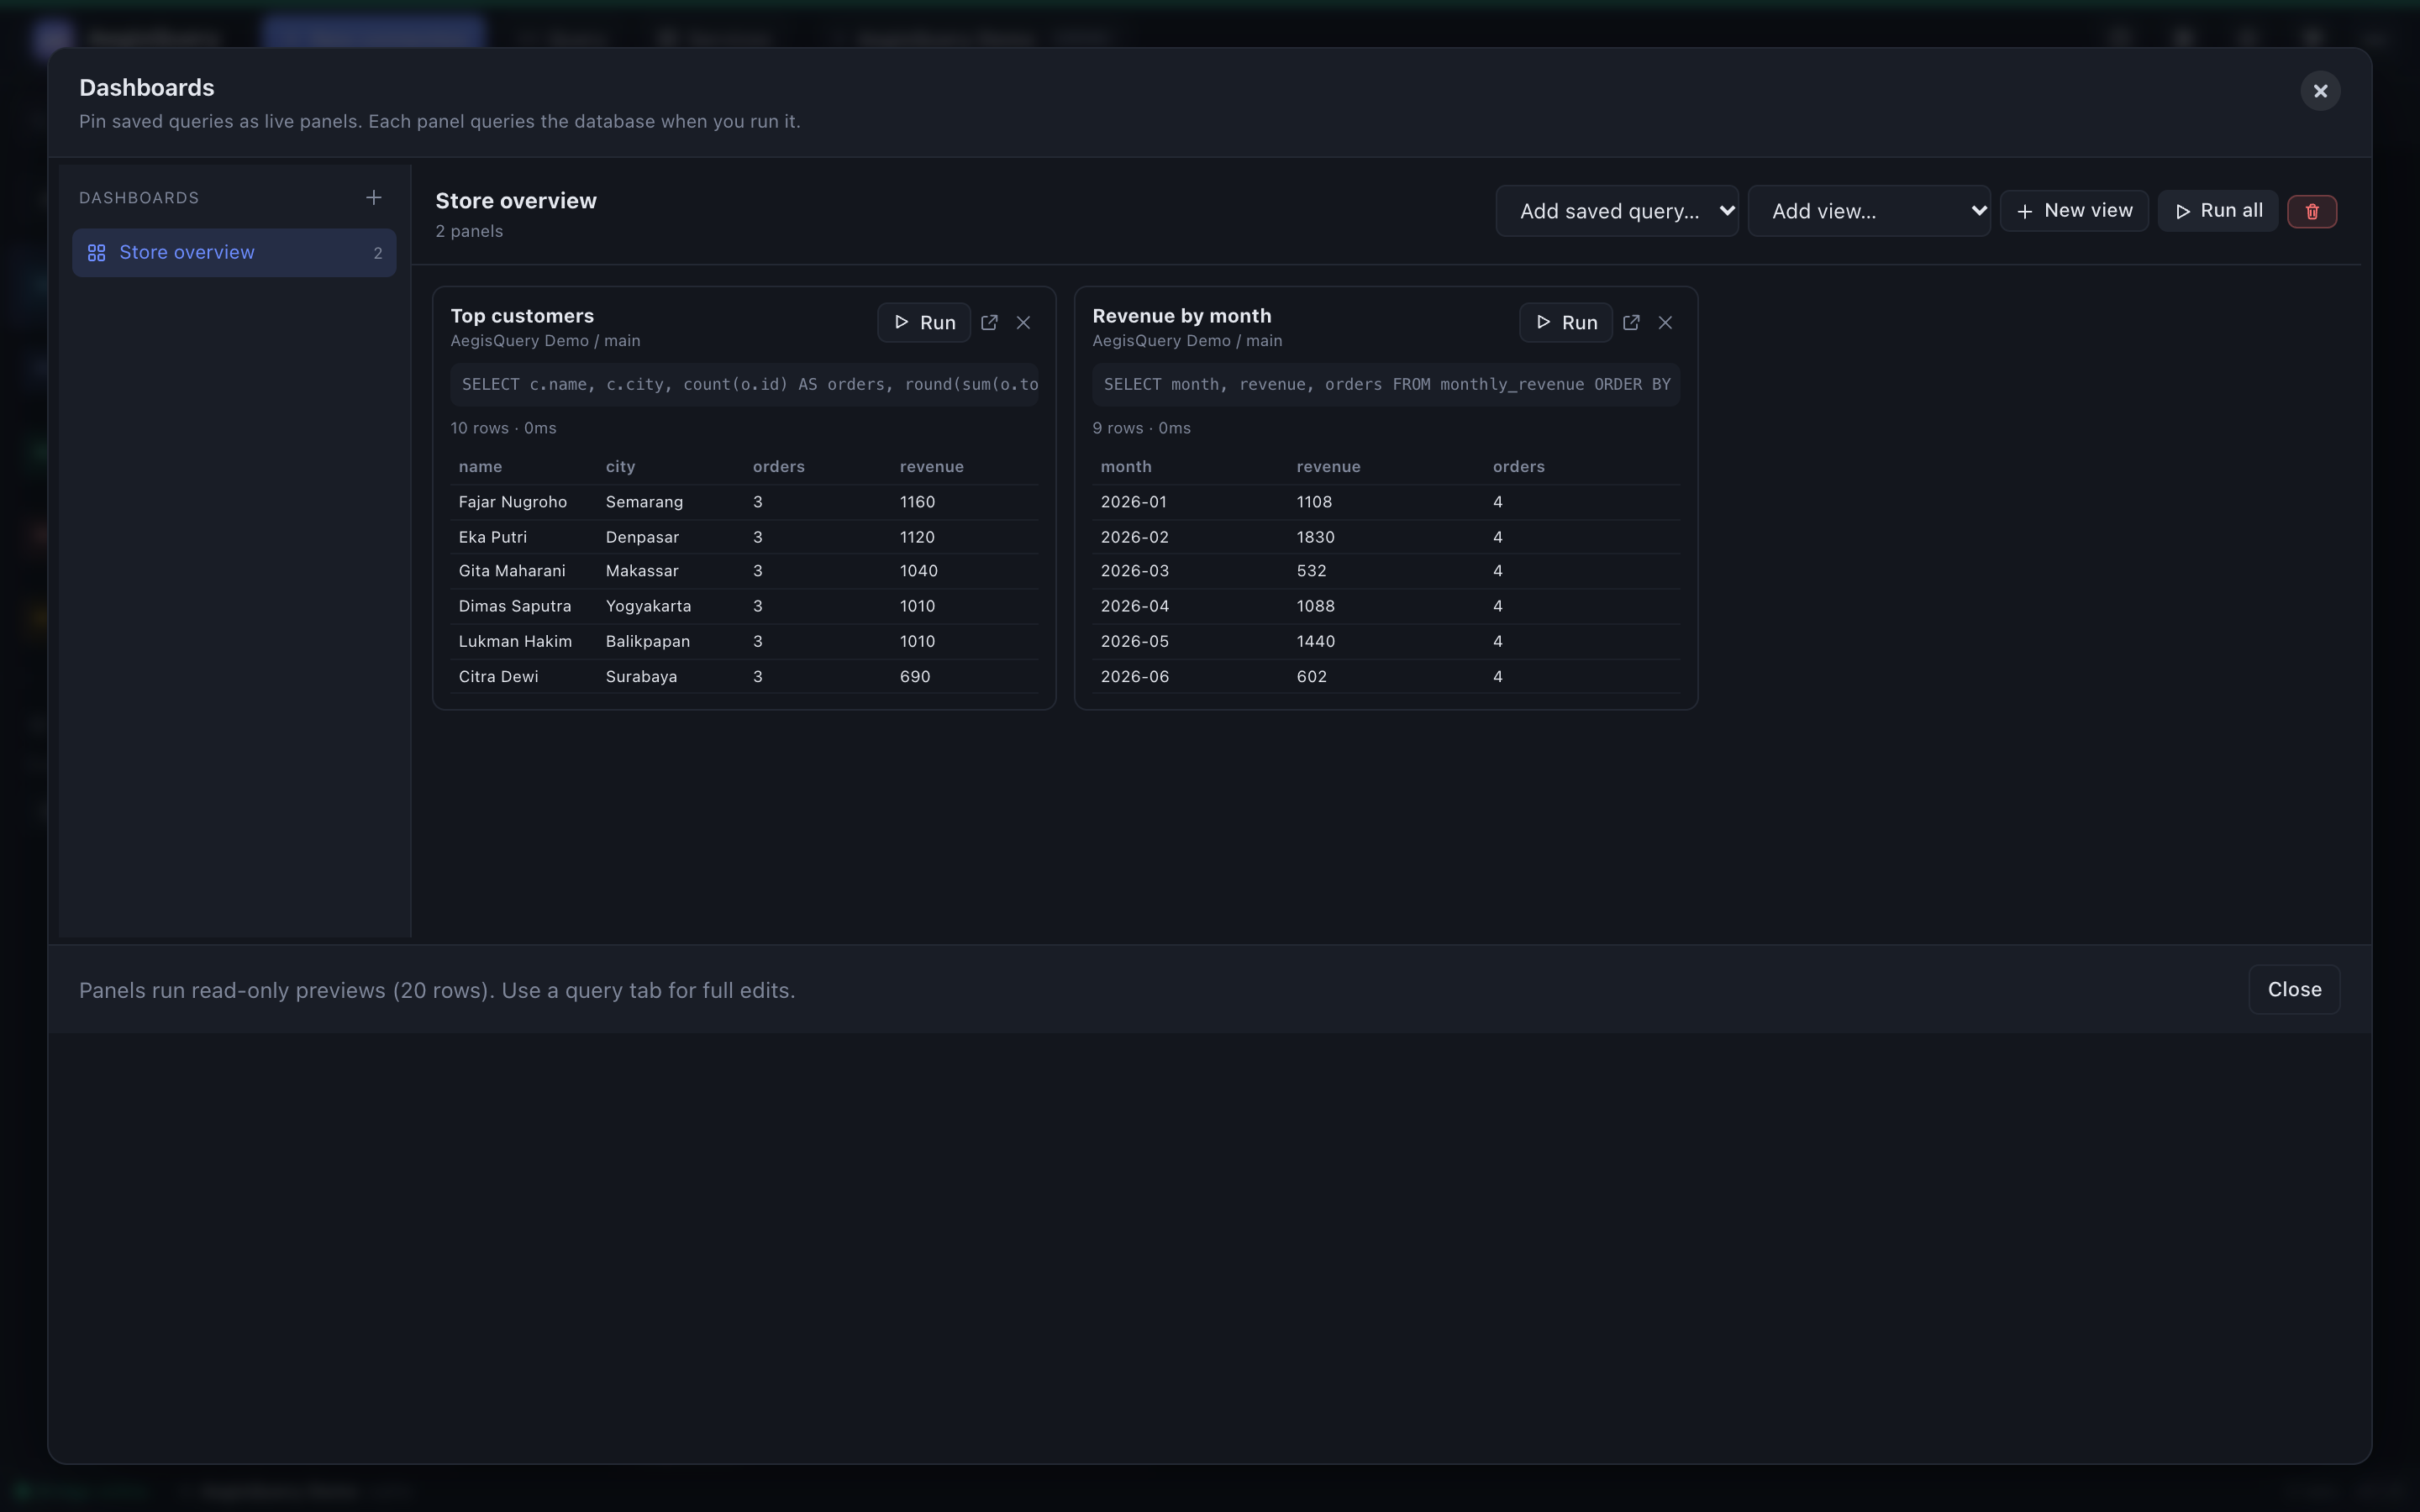 Dashboards
Pin saved queries as live panels. Each panel queries the database when you run it.
DASHBOARDS
Store overview 2
Store overview
2 panels
Add saved query... Add view... New view Run all
Top customers
AegisQuery Demo / main
Run
SELECT c.name, c.city, count(o.id) AS orders, round(sum(o.to
10 rows · 0ms
name city orders revenue
Fajar Nugroho Semarang 3 1160
Eka Putri Denpasar 3 1120
Gita Maharani Makassar 3 1040
Dimas Saputra Yogyakarta 3 1010
Lukman Hakim Balikpapan 3 1010
Citra Dewi Surabaya 3 690
Revenue by month
AegisQuery Demo / main
Run
SELECT month, revenue, orders FROM monthly_revenue ORDER BY
9 rows · 0ms
month revenue orders
2026-01 1108 4
2026-02 1830 4
2026-03 532 4
2026-04 1088 4
2026-05 1440 4
2026-06 602 4
Panels run read-only previews (20 rows). Use a query tab for full edits.
Close